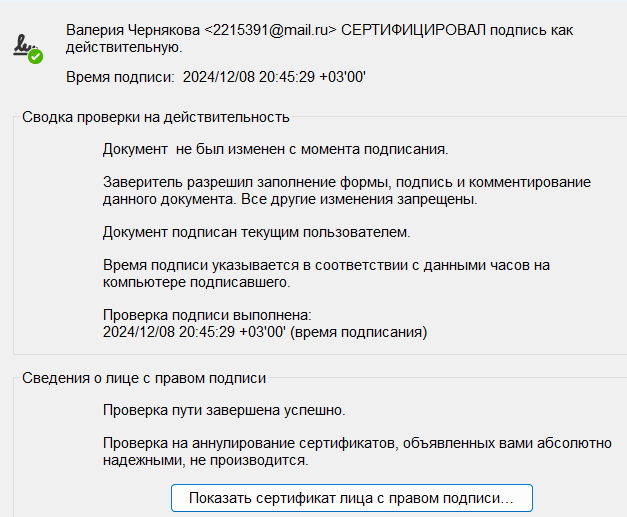 Валерия Чернякова <2215391@mail.ru> СЕРТИФИЦИРОВАЛ подпись как
действительную.
Время подписи:  2024/12/08 20:45:29 +03'00'
Сводка проверки на действительность
Документ  не был изменен с момента подписания.
Заверитель разрешил заполнение формы, подпись и комментирование
данного документа. Все другие изменения запрещены.
Документ подписан текущим пользователем.
Время подписи указывается в соответствии с данными часов на
компьютере подписавшего.
Проверка подписи выполнена:
2024/12/08 20:45:29 +03'00' (время подписания)
Сведения о лице с правом подписи
Проверка пути завершена успешно.
Проверка на аннулирование сертификатов, объявленных вами абсолютно
надежными, не производится.
Показать сертификат лица с правом подписи...